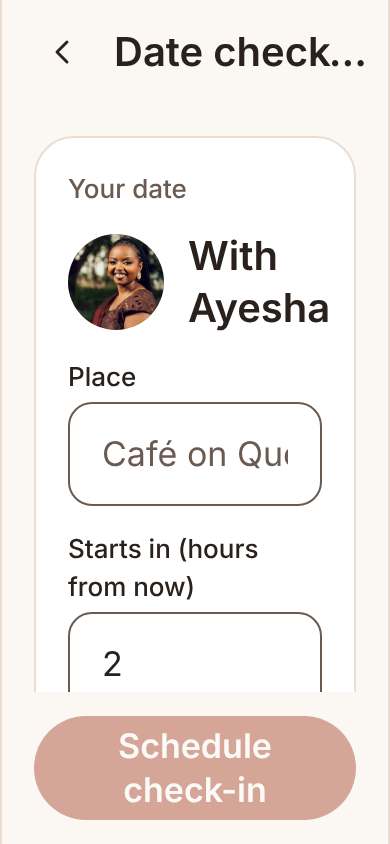 Date check...
Your date
With
Ayesha
Place
Café on Qu
Starts in (hours
from now)
2
Schedule
check-in